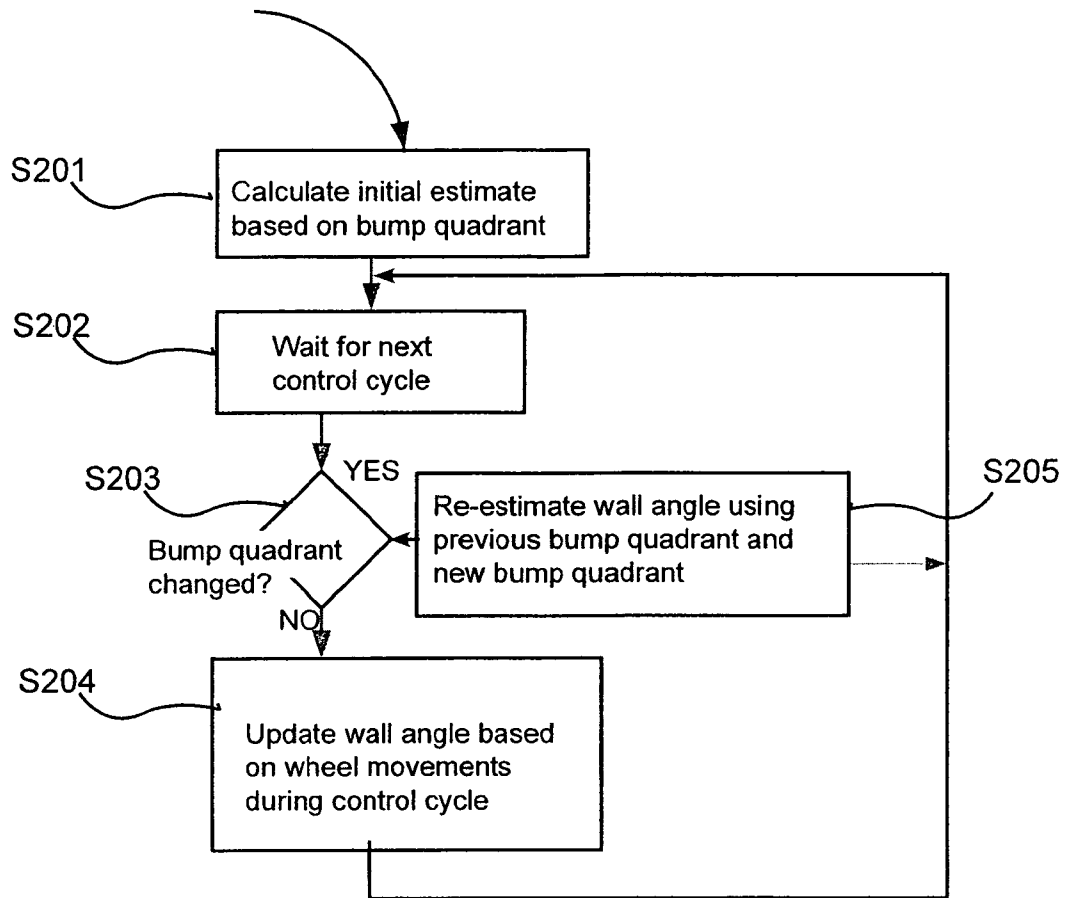 S201
Calculate initial estimate
based on bump quadrant
S202
Wait for next
control cycle
S203
YES
Bump quadrant
changed?
Re-estimate wall angle using
previous bump quadrant and
new bump quadrant
S205
NO
S204
Update wall angle based
on wheel movements
during control cycle